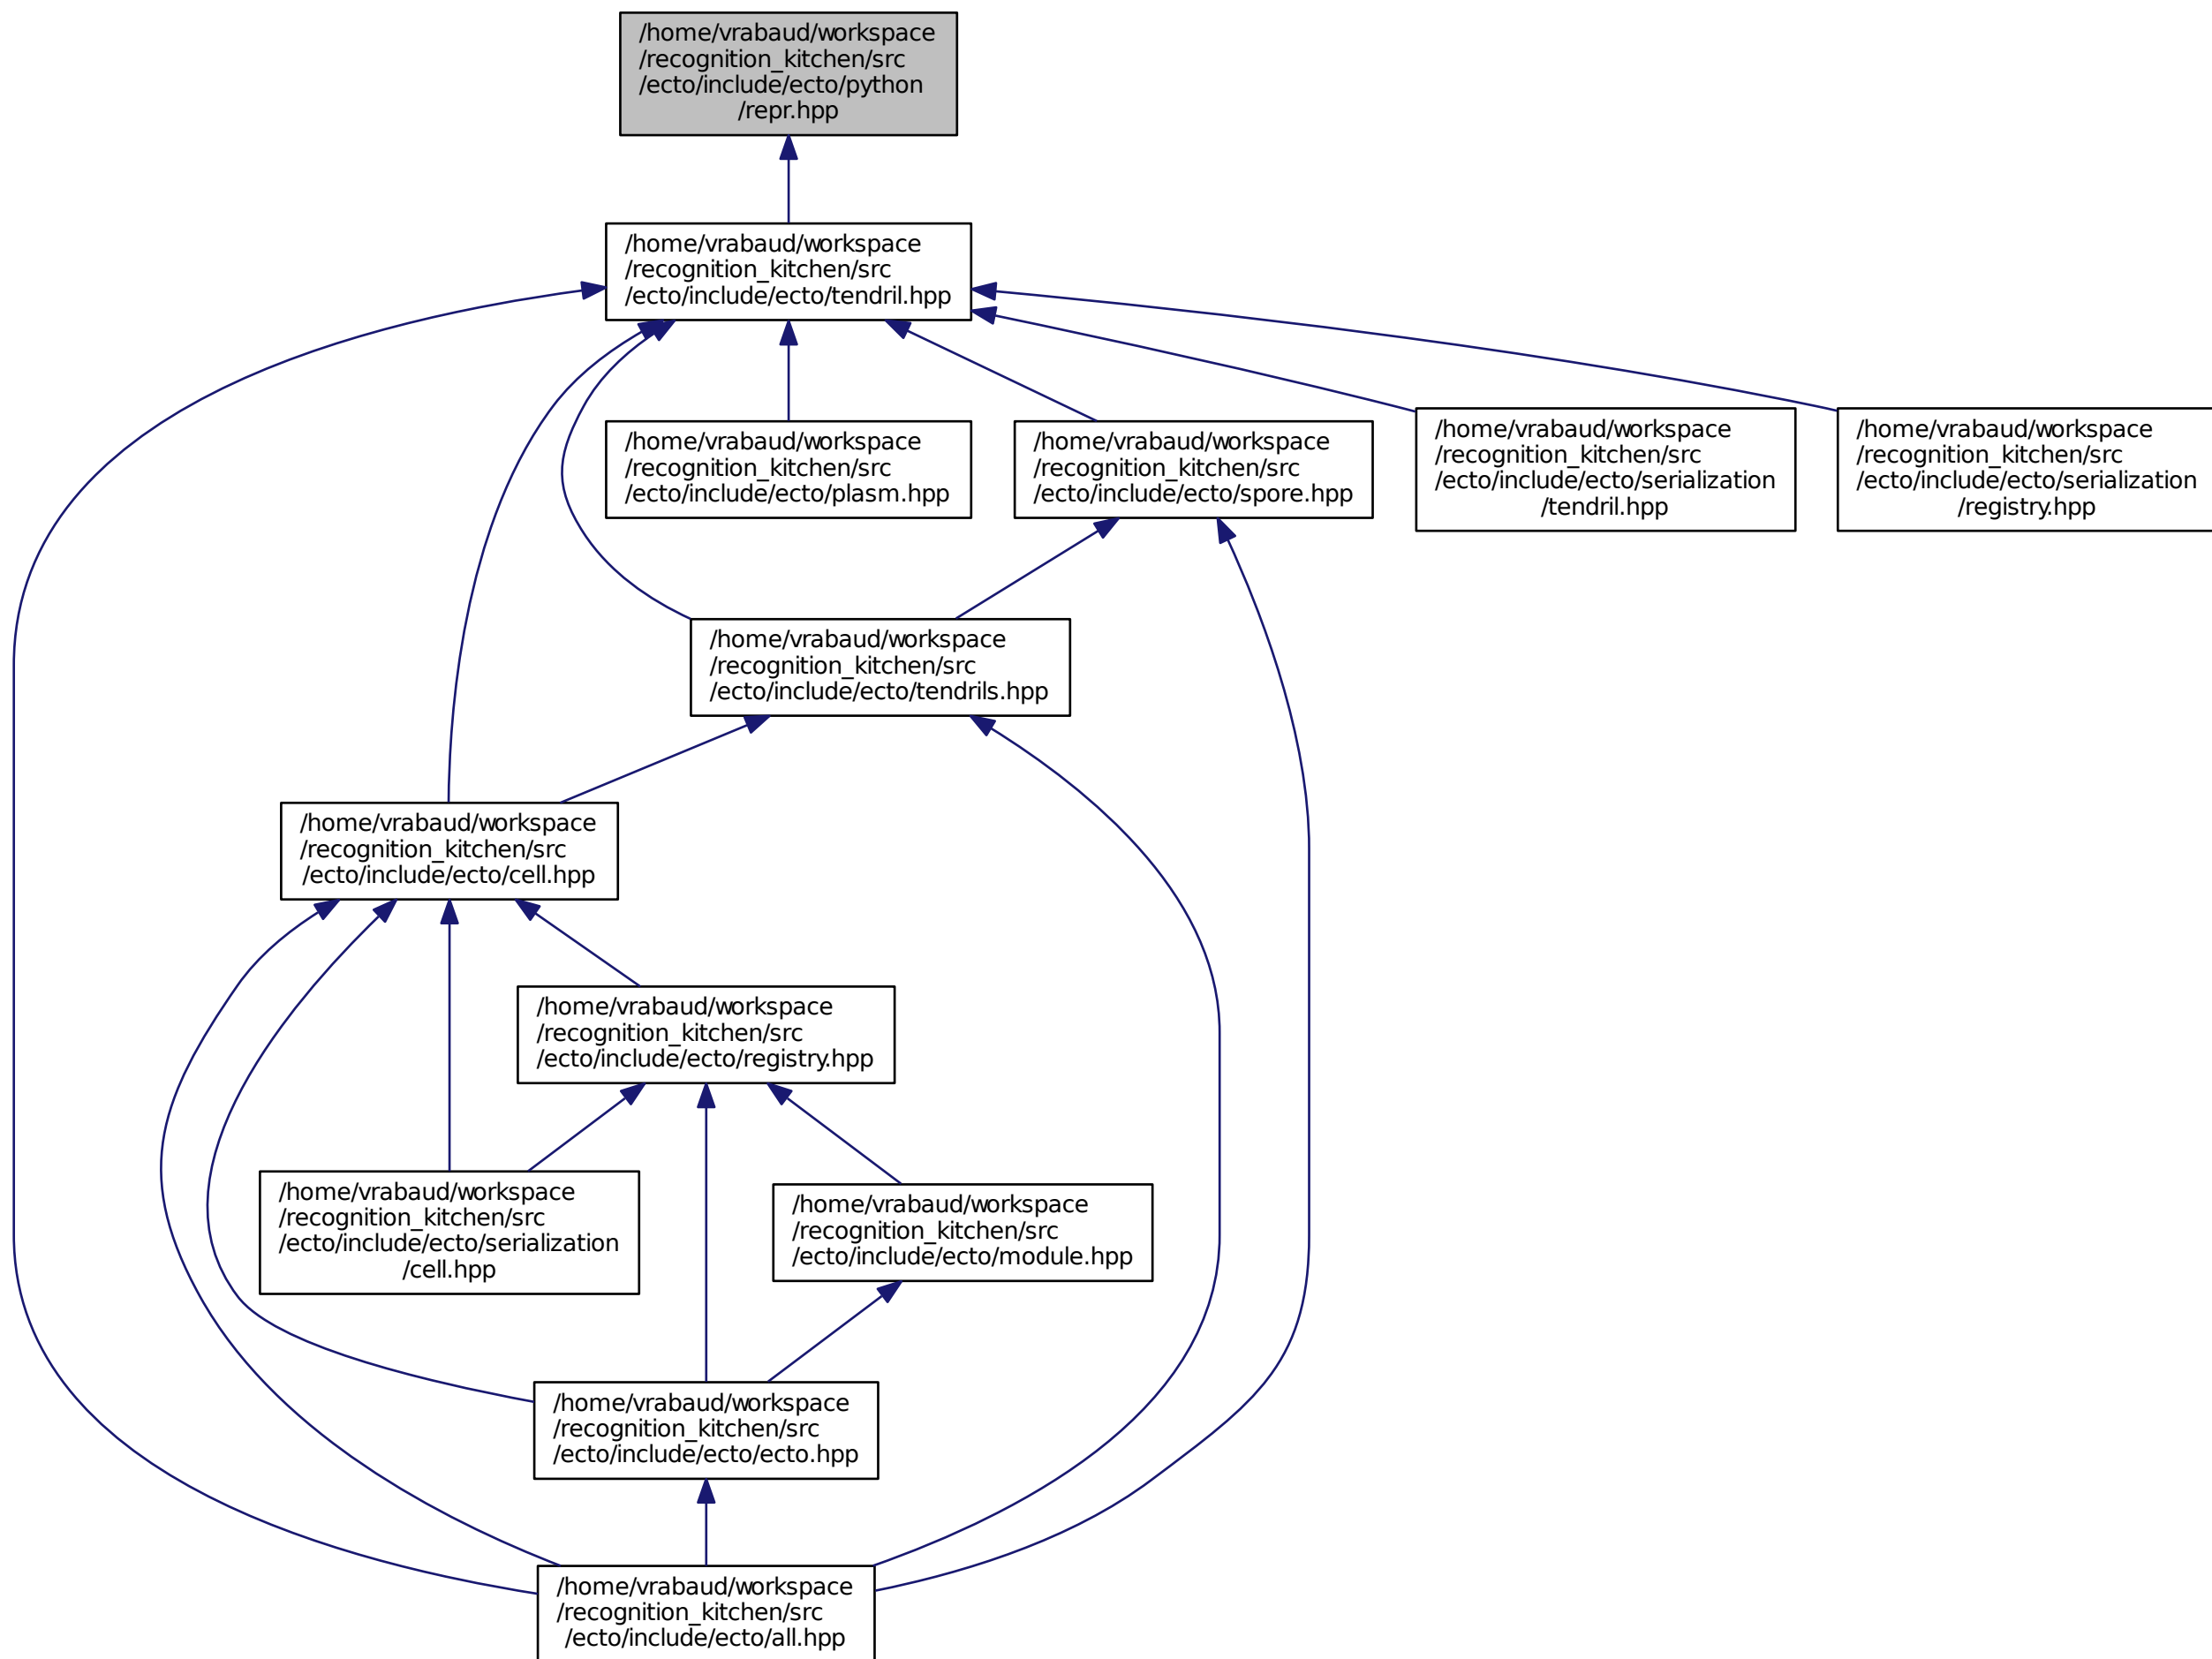 /home/vrabaud/workspace
/recognition_kitchen/src
/ecto/include/ecto/python
/repr.hpp
/home/vrabaud/workspace
/recognition_kitchen/src
/ecto/include/ecto/tendril.hpp
/home/vrabaud/workspace
/recognition_kitchen/src
/ecto/include/ecto/plasm.hpp
/home/vrabaud/workspace
/recognition_kitchen/src
/ecto/include/ecto/spore.hpp
/home/vrabaud/workspace
/recognition_kitchen/src
/ecto/include/ecto/serialization
/tendril.hpp
/home/vrabaud/workspace
/recognition_kitchen/src
/ecto/include/ecto/serialization
/registry.hpp
/home/vrabaud/workspace
/recognition_kitchen/src
/ecto/include/ecto/tendrils.hpp
/home/vrabaud/workspace
/recognition_kitchen/src
/ecto/include/ecto/cell.hpp
/home/vrabaud/workspace
/recognition_kitchen/src
/ecto/include/ecto/registry.hpp
/home/vrabaud/workspace
/recognition_kitchen/src
/ecto/include/ecto/serialization
/cell.hpp
/home/vrabaud/workspace
/recognition_kitchen/src
/ecto/include/ecto/module.hpp
/home/vrabaud/workspace
/recognition_kitchen/src
/ecto/include/ecto/ecto.hpp
/home/vrabaud/workspace
/recognition_kitchen/src
/ecto/include/ecto/all.hpp